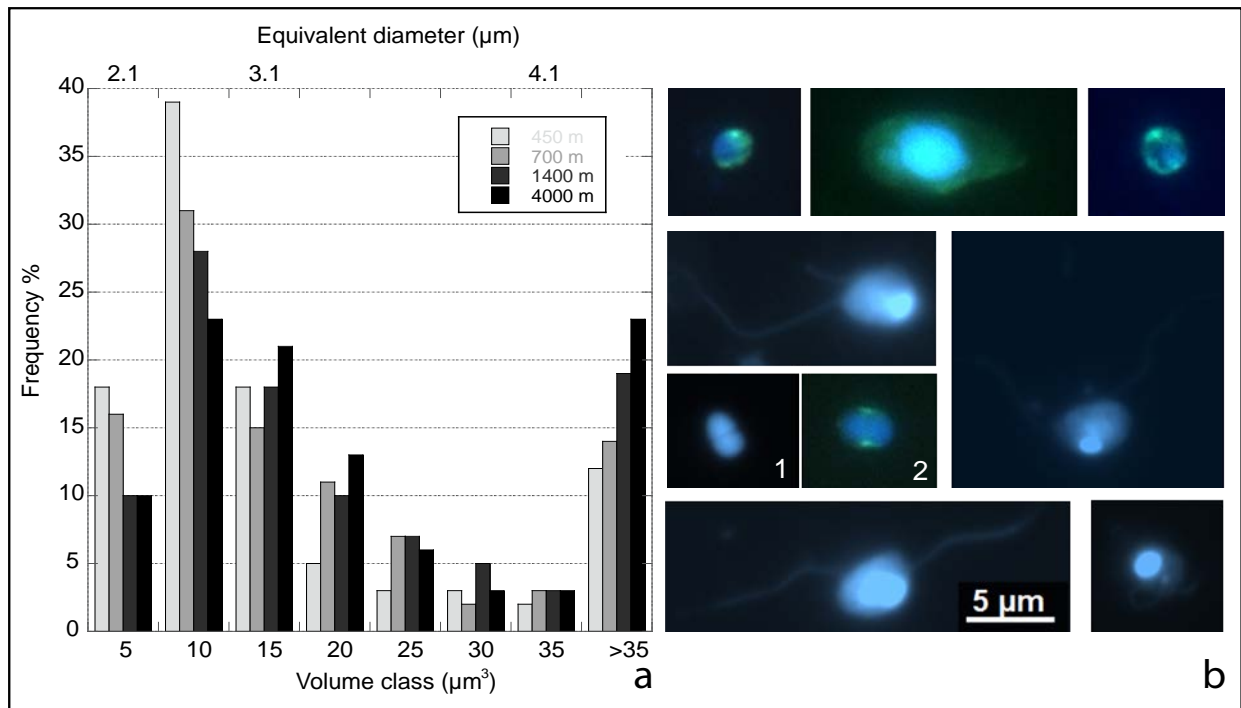 Equivalent diameter (µm)
2.1 3.1 4.1
40
35
30
25
20
15
10
5
0
Frequency %
450 m
700 m
1400 m
4000 m
5 10 15 20 25 30 35 >35
Volume class (µm³)
a
1
2
5 µm
b